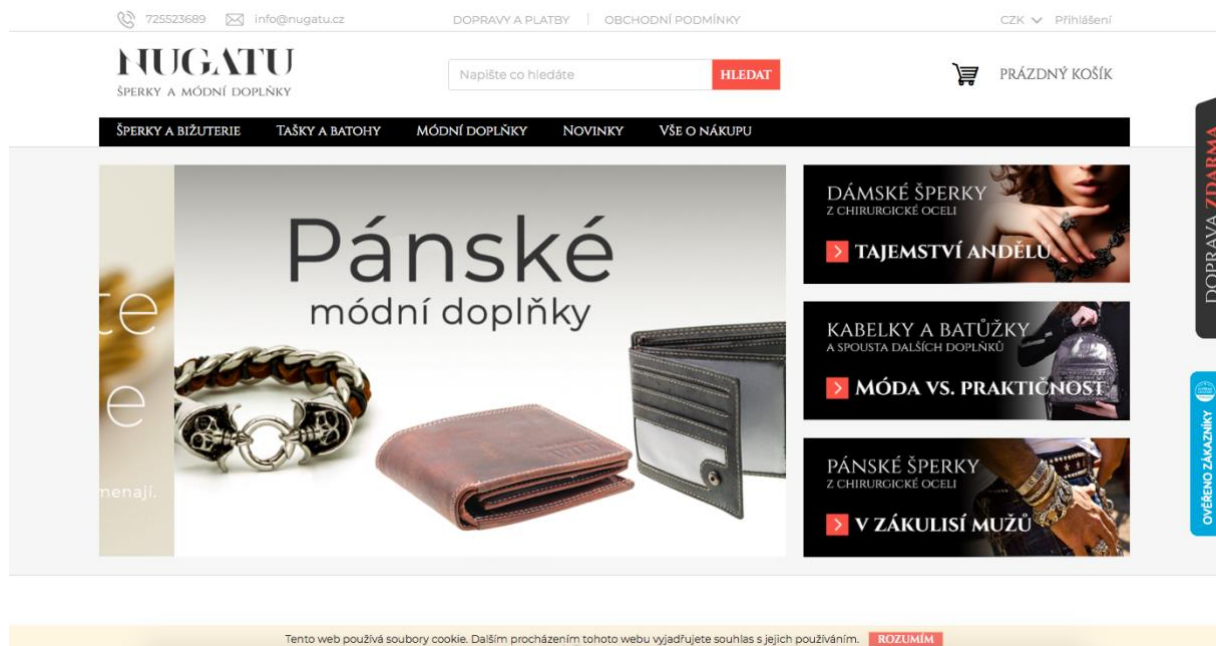 725523689 info@nugatu.cz DOPRAVY A PLATBY OBCHODNÍ PODMÍNKY CZK Přihlášení
NUGATU
ŠPERKY A MÓDNÍ DOPLŇKY
Napište co hledáte HLEDAT PRÁZDNÝ KOŠÍK
ŠPERKY A BIŽUTERIE TAŠKY A BATOHY MÓDNÍ DOPLŇKY NOVINKY VŠE O NÁKUPU
Pánské
módní doplňky
menají.
DÁMSKÉ ŠPERKY
Z CHIRURGICKÉ OCELI
TAJEMSTVÍ ANDĚLŮ
KABELKY A BATŮŽKY
A SPOUSTA DALŠÍCH DOPLŇKŮ
MÓDA VS. PRAKTIČNOST
PÁNSKÉ ŠPERKY
Z CHIRURGICKÉ OCELI
V ZÁKULISÍ MUŽŮ
DOPRAVA ZDARMA
OVĚŘENO ZÁKAZNÍKY
Tento web používá soubory cookie. Dalším procházením tohoto webu vyjadřujete souhlas s jejich používáním. ROZUMÍM